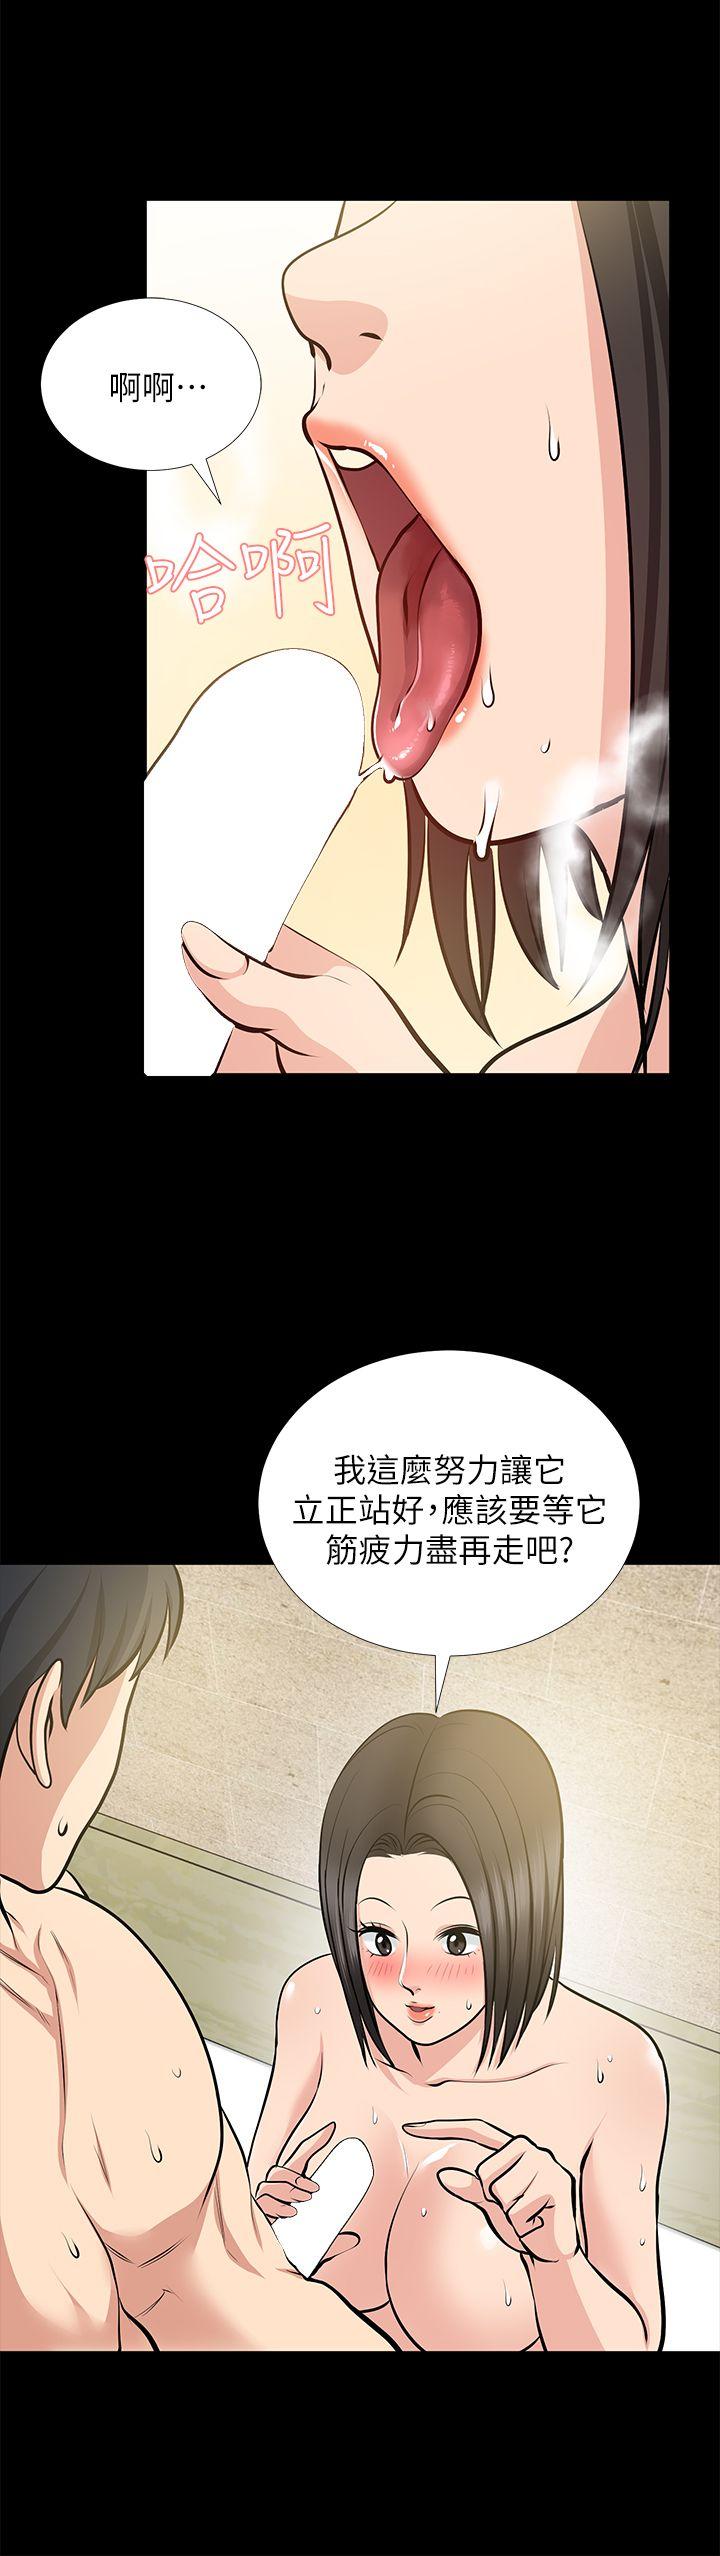 啊啊…
哈啊
我這麼努力讓它
立正站好，應該要等它
筋疲力盡再走吧?